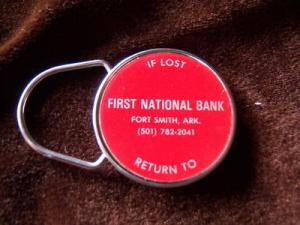 IF LOST
FIRST NATIONAL BANK
FORT SMITH, ARK.
(501) 782-2041
RETURN TO